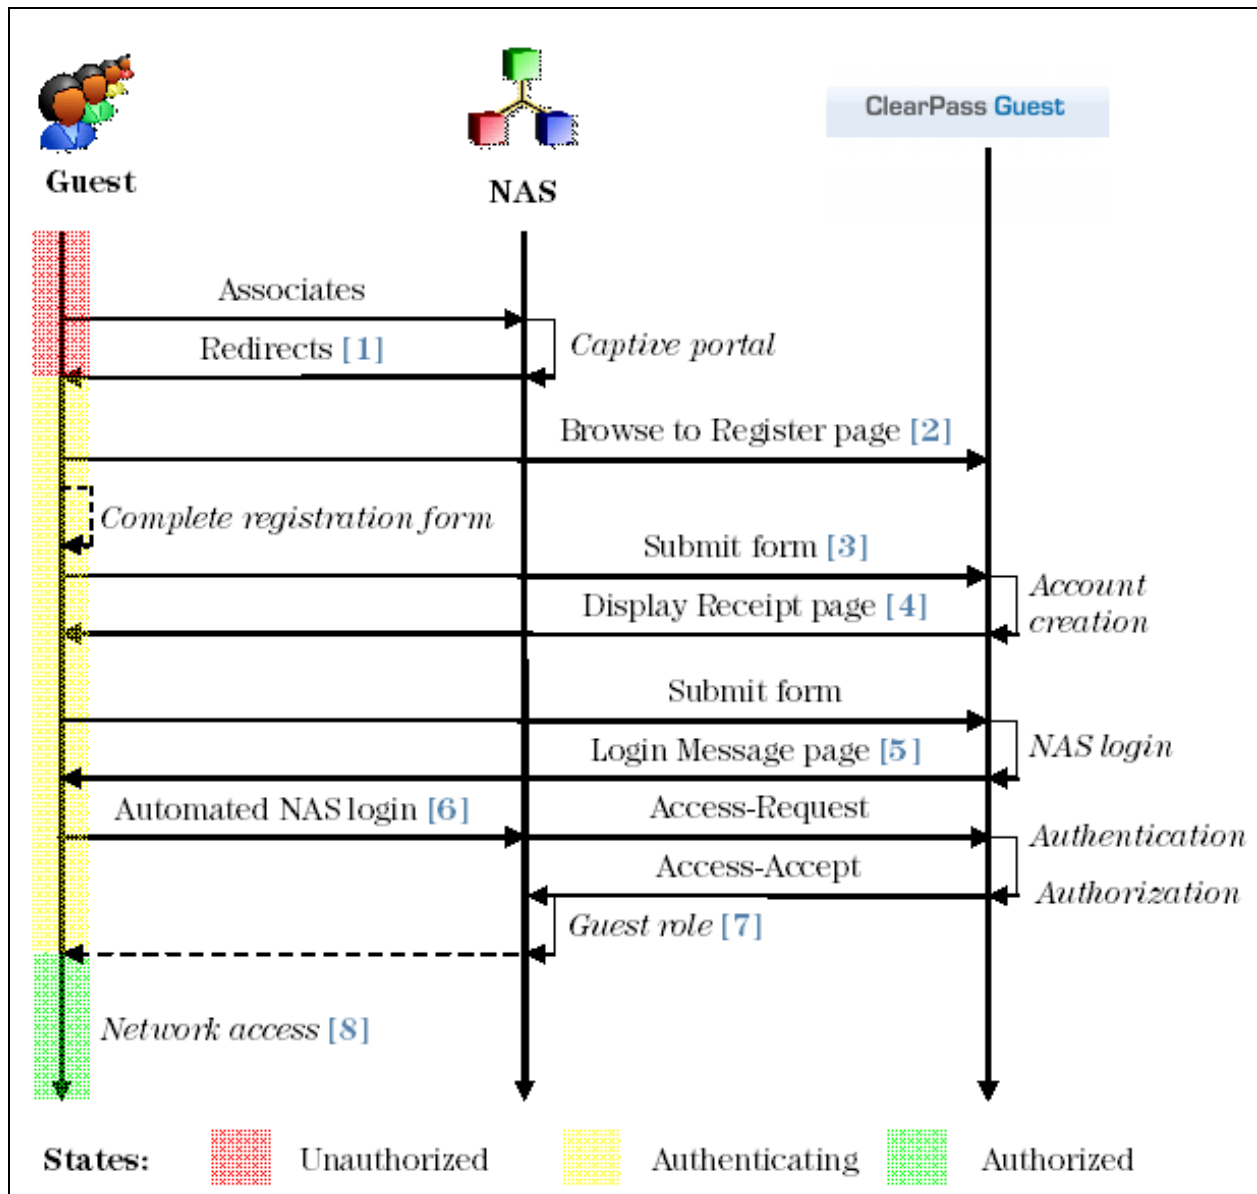 ClearPass Guest
Guest
NAS
Associates
Redirects [1]
Captive portal
Browse to Register page [2]
Complete registration form
Submit form [3]
Display Receipt page [4]
Account
creation
Submit form
Login Message page [5]
NAS login
Automated NAS login [6]
Access-Request
Authentication
Access-Accept
Authorization
Guest role [7]
Network access [8]
States:
Unauthorized
Authenticating
Authorized